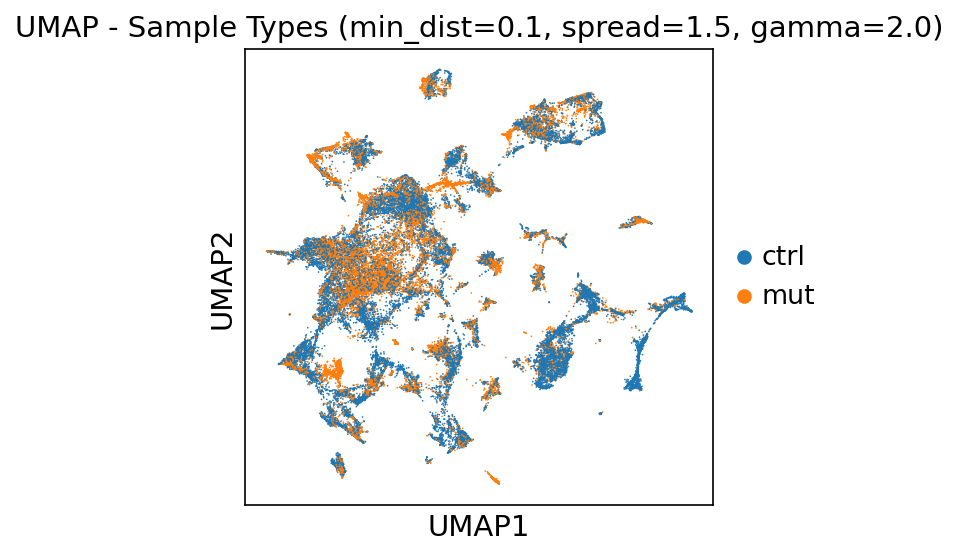 UMAP - Sample Types (min_dist=0.1, spread=1.5, gamma=2.0)
UMAP2
ctrl
mut
UMAP1